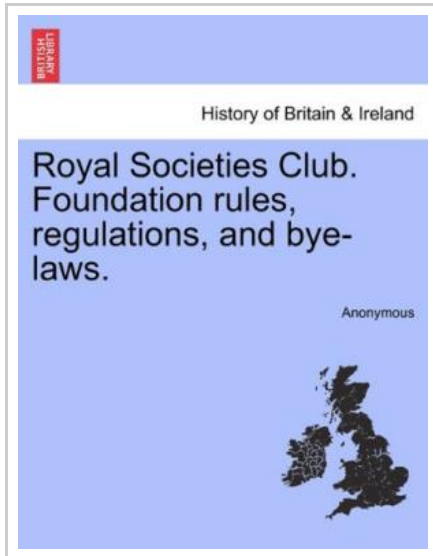 BRITISH
LIBRARY
History of Britain & Ireland
Royal Societies Club.
Foundation rules,
regulations, and bye-
laws.
Anonymous